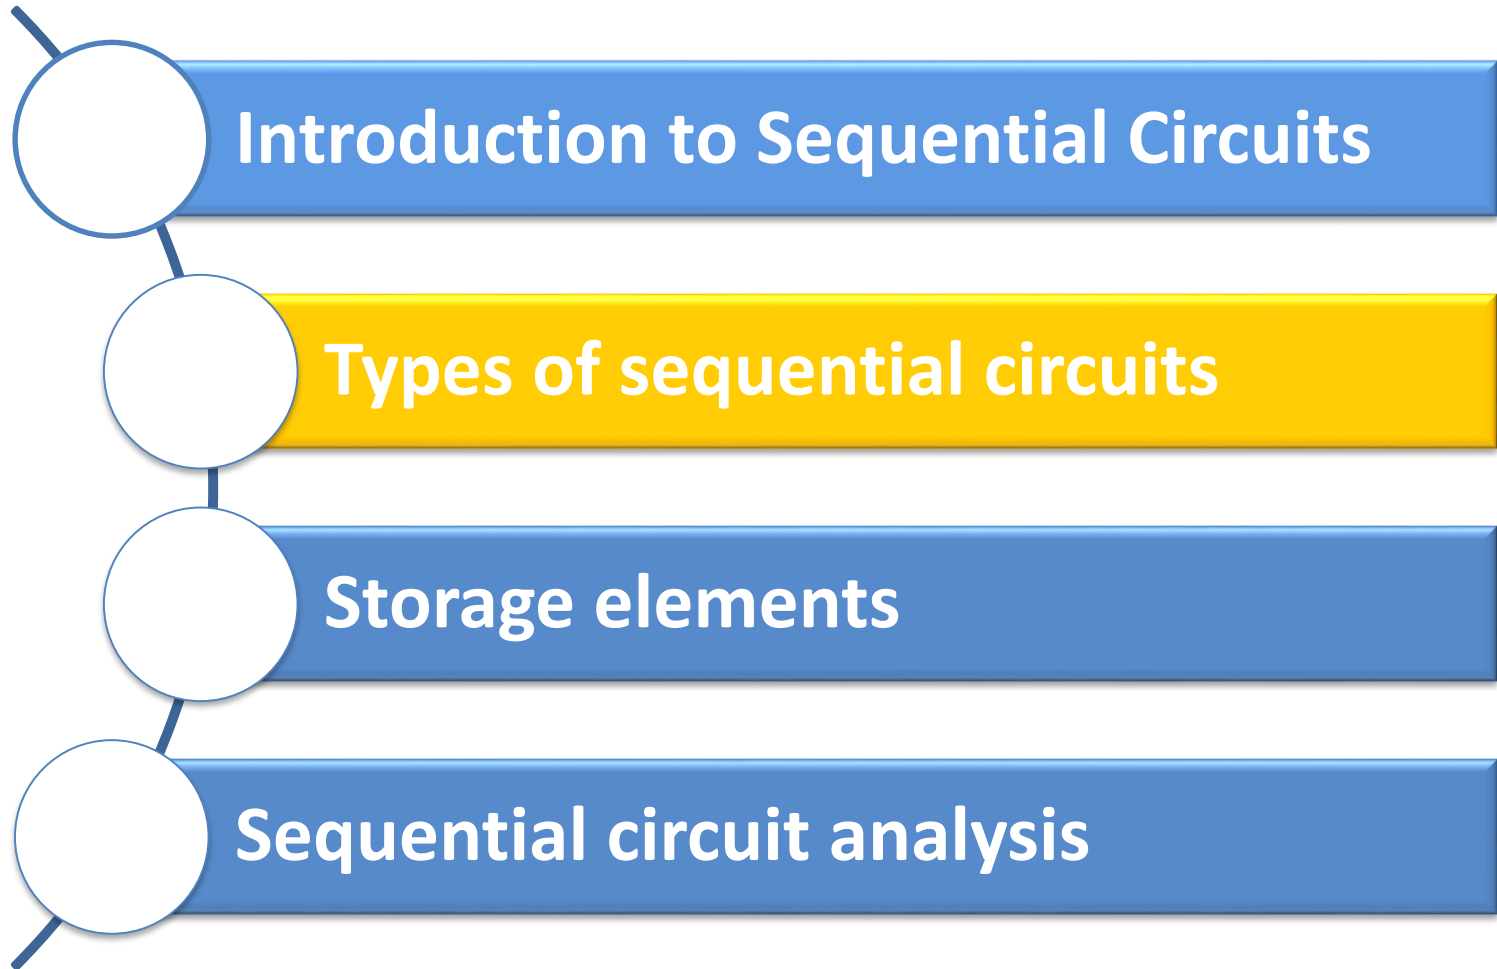 Introduction to Sequential Circuits
Types of sequential circuits
Storage elements
Sequential circuit analysis